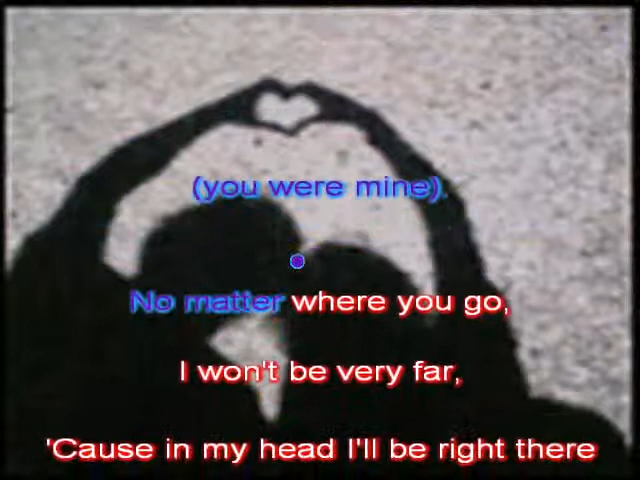 (you were mine).
No matter where you go,
I won't be very far,
'Cause in my head I'll be right there